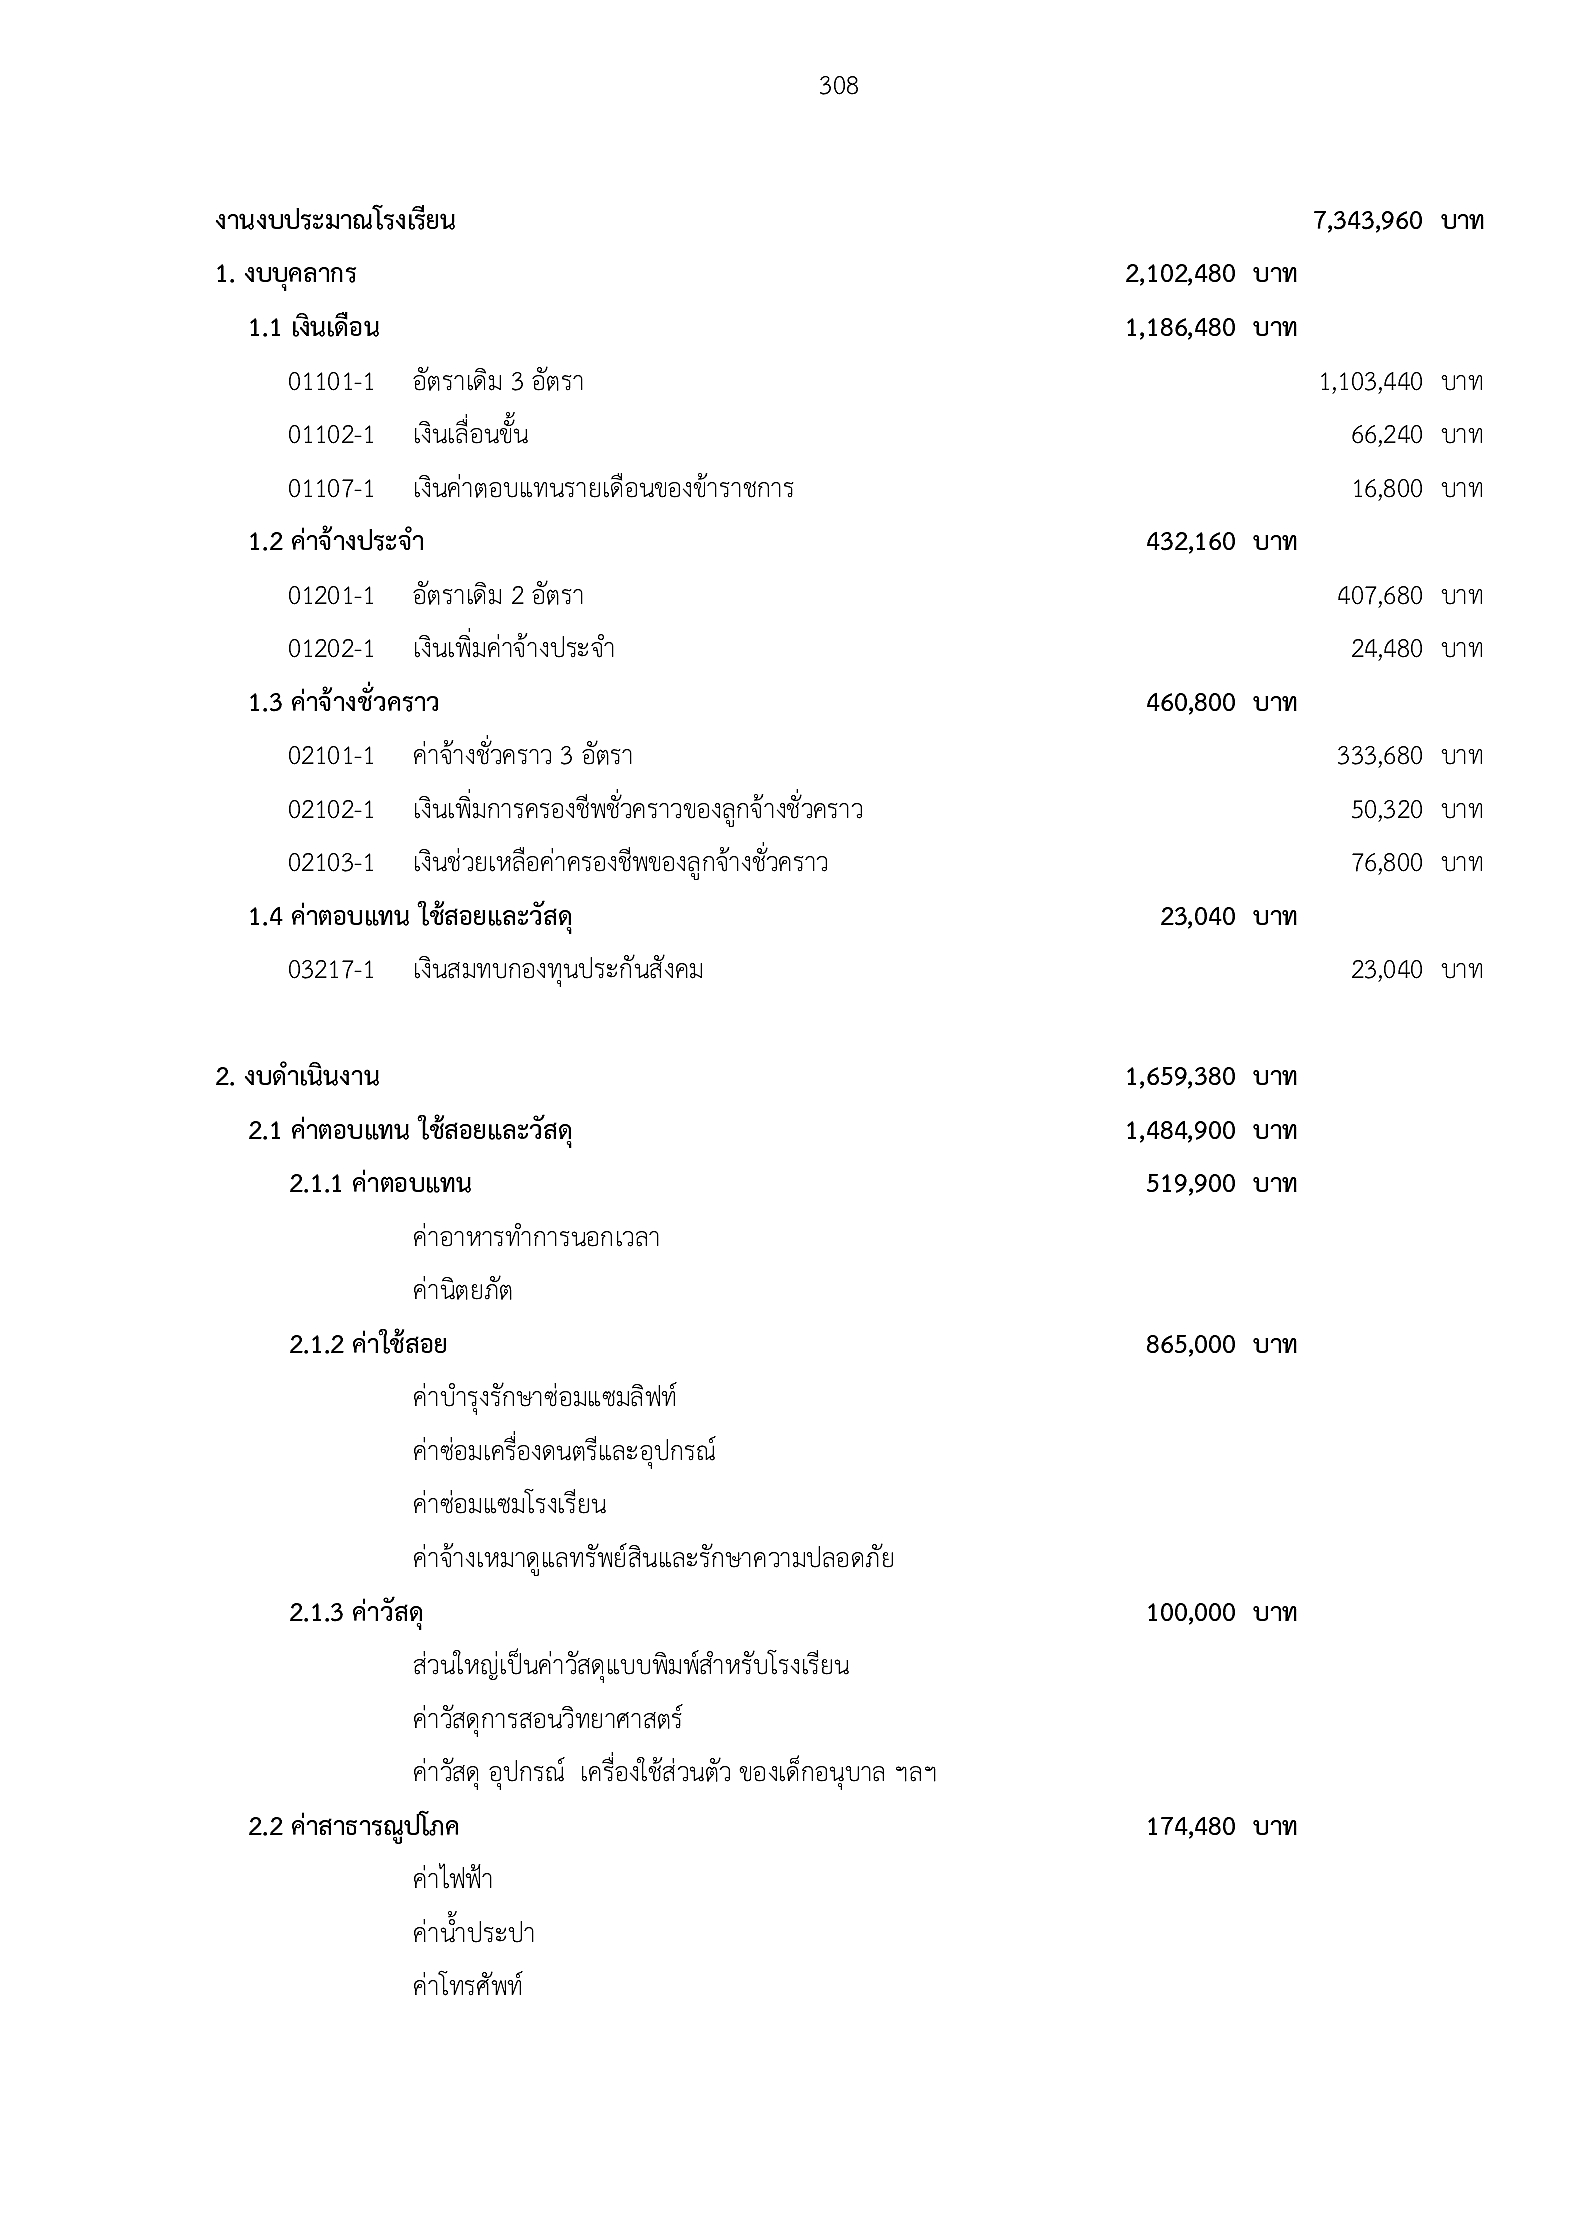 308
งานงบประมาณโรงเรียน 7,343,960 บาท
1. งบบุคลากร 2,102,480 บาท
1.1 เงินเดือน 1,186,480 บาท
01101-1 อัตราเดิม 3 อัตรา 1,103,440 บาท
01102-1 เงินเลื่อนขั้น 66,240 บาท
01107-1 เงินค่าตอบแทนรายเดือนของข้าราชการ 16,800 บาท
1.2 ค่าจ้างประจำ 432,160 บาท
01201-1 อัตราเดิม 2 อัตรา 407,680 บาท
01202-1 เงินเพิ่มค่าจ้างประจำ 24,480 บาท
1.3 ค่าจ้างชั่วคราว 460,800 บาท
02101-1 ค่าจ้างชั่วคราว 3 อัตรา 333,680 บาท
02102-1 เงินเพิ่มการครองชีพชั่วคราวของลูกจ้างชั่วคราว 50,320 บาท
02103-1 เงินช่วยเหลือค่าครองชีพของลูกจ้างชั่วคราว 76,800 บาท
1.4 ค่าตอบแทน ใช้สอยและวัสดุ 23,040 บาท
03217-1 เงินสมทบกองทุนประกันสังคม 23,040 บาท
2. งบดำเนินงาน 1,659,380 บาท
2.1 ค่าตอบแทน ใช้สอยและวัสดุ 1,484,900 บาท
2.1.1 ค่าตอบแทน 519,900 บาท
ค่าอาหารทำการนอกเวลา
ค่านิตยภัต
2.1.2 ค่าใช้สอย 865,000 บาท
ค่าบำรุงรักษาซ่อมแซมลิฟท์
ค่าซ่อมเครื่องดนตรีและอุปกรณ์
ค่าซ่อมแซมโรงเรียน
ค่าจ้างเหมาดูแลทรัพย์สินและรักษาความปลอดภัย
2.1.3 ค่าวัสดุ 100,000 บาท
ส่วนใหญ่เป็นค่าวัสดุแบบพิมพ์สำหรับโรงเรียน
ค่าวัสดุการสอนวิทยาศาสตร์
ค่าวัสดุ อุปกรณ์ เครื่องใช้ส่วนตัว ของเด็กอนุบาล ฯลฯ
2.2 ค่าสาธารณูปโภค 174,480 บาท
ค่าไฟฟ้า
ค่าน้ำประปา
ค่าโทรศัพท์